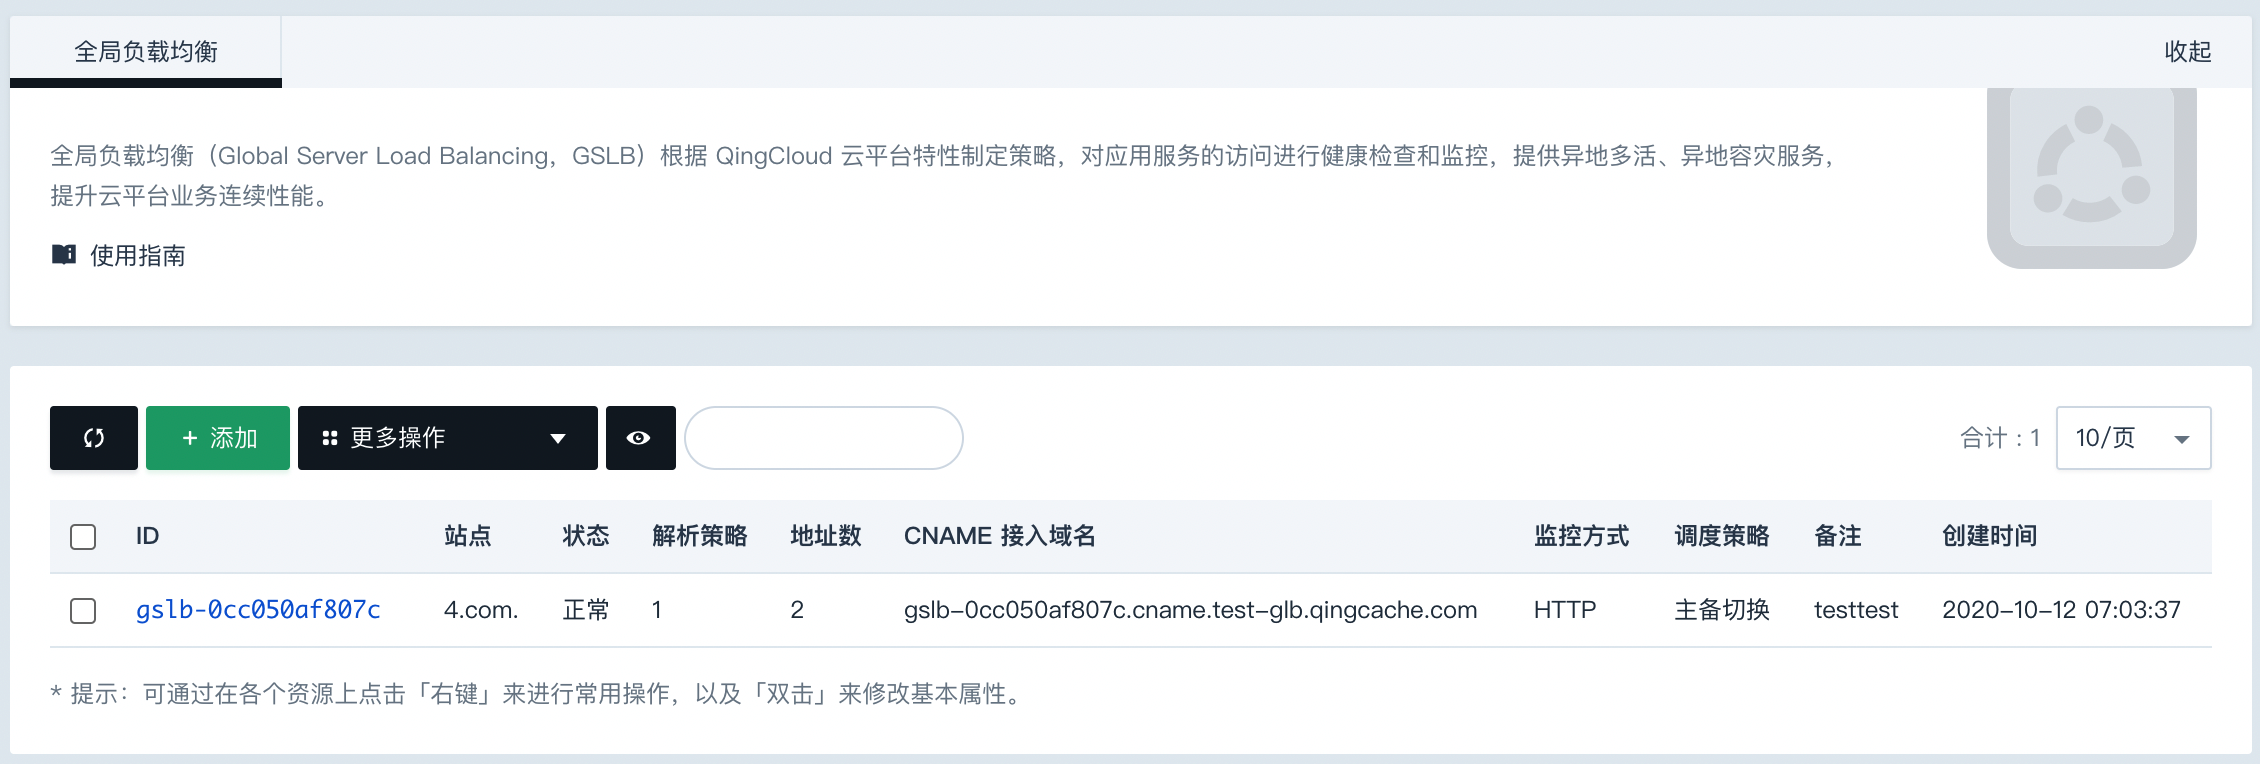 全局负载均衡 收起
全局负载均衡（Global Server Load Balancing，GSLB）根据 QingCloud 云平台特性制定策略，对应用服务的访问进行健康检查和监控，提供异地多活、异地容灾服务，
提升云平台业务连续性能。
使用指南
+ 添加 更多操作 合计 : 1 10/页
ID 站点 状态 解析策略 地址数 CNAME 接入域名 监控方式 调度策略 备注 创建时间
gslb-0cc050af807c 4.com. 正常 1 2 gslb-0cc050af807c.cname.test-glb.qingcache.com HTTP 主备切换 testtest 2020-10-12 07:03:37
* 提示：可通过在各个资源上点击「右键」来进行常用操作，以及「双击」来修改基本属性。